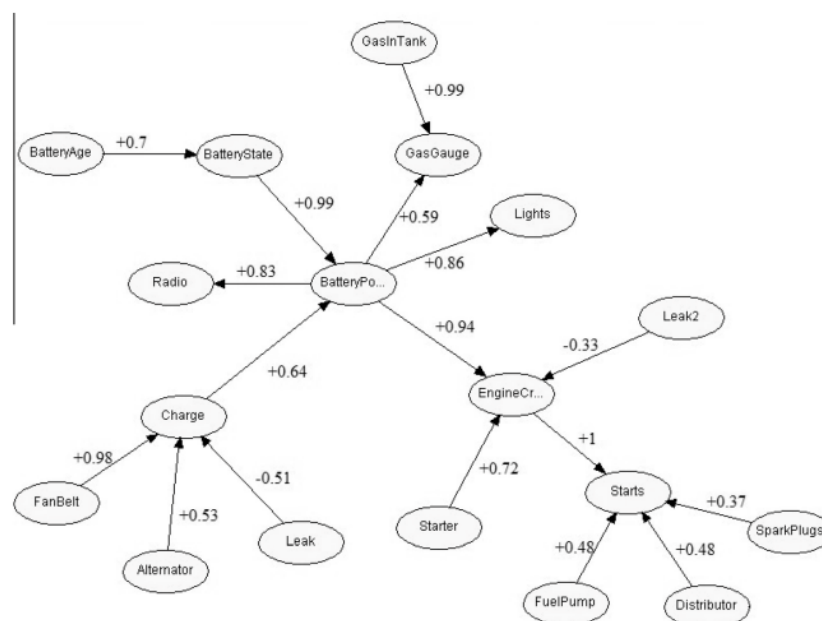 GasInTank
+0.99
+0.7
BatteryAge
BatteryState
GasGauge
+0.99
+0.59
Lights
+0.83
+0.86
Radio
BatteryPo...
Leak2
+0.94
-0.33
+0.64
EngineCr...
Charge
+1
+0.98
-0.51
+0.72
Starts
+0.37
FanBelt
+0.53
Starter
SparkPlugs
Leak
+0.48
+0.48
Alternator
FuelPump
Distributor